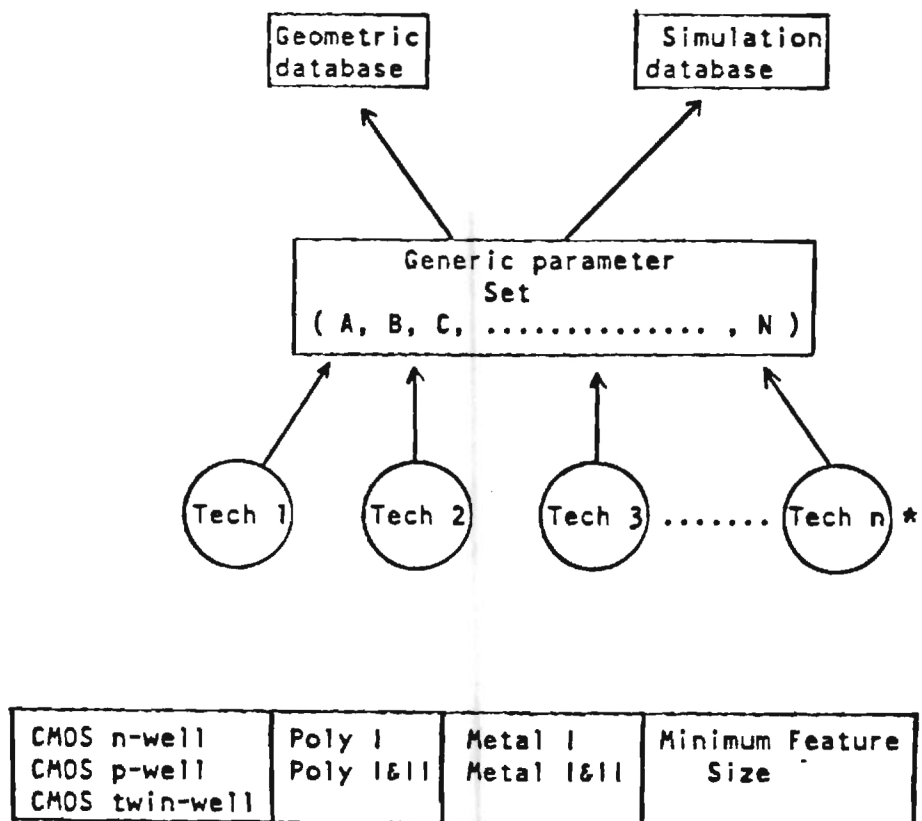 Geometric
database
Simulation
database
Generic parameter
Set
( A, B, C, .............. , N )
Tech 1
Tech 2
Tech 3
.......
Tech n *
CMOS n-well
CMOS p-well
CMOS twin-well
Poly I
Poly I&II
Metal I
Metal I&II
Minimum Feature
Size